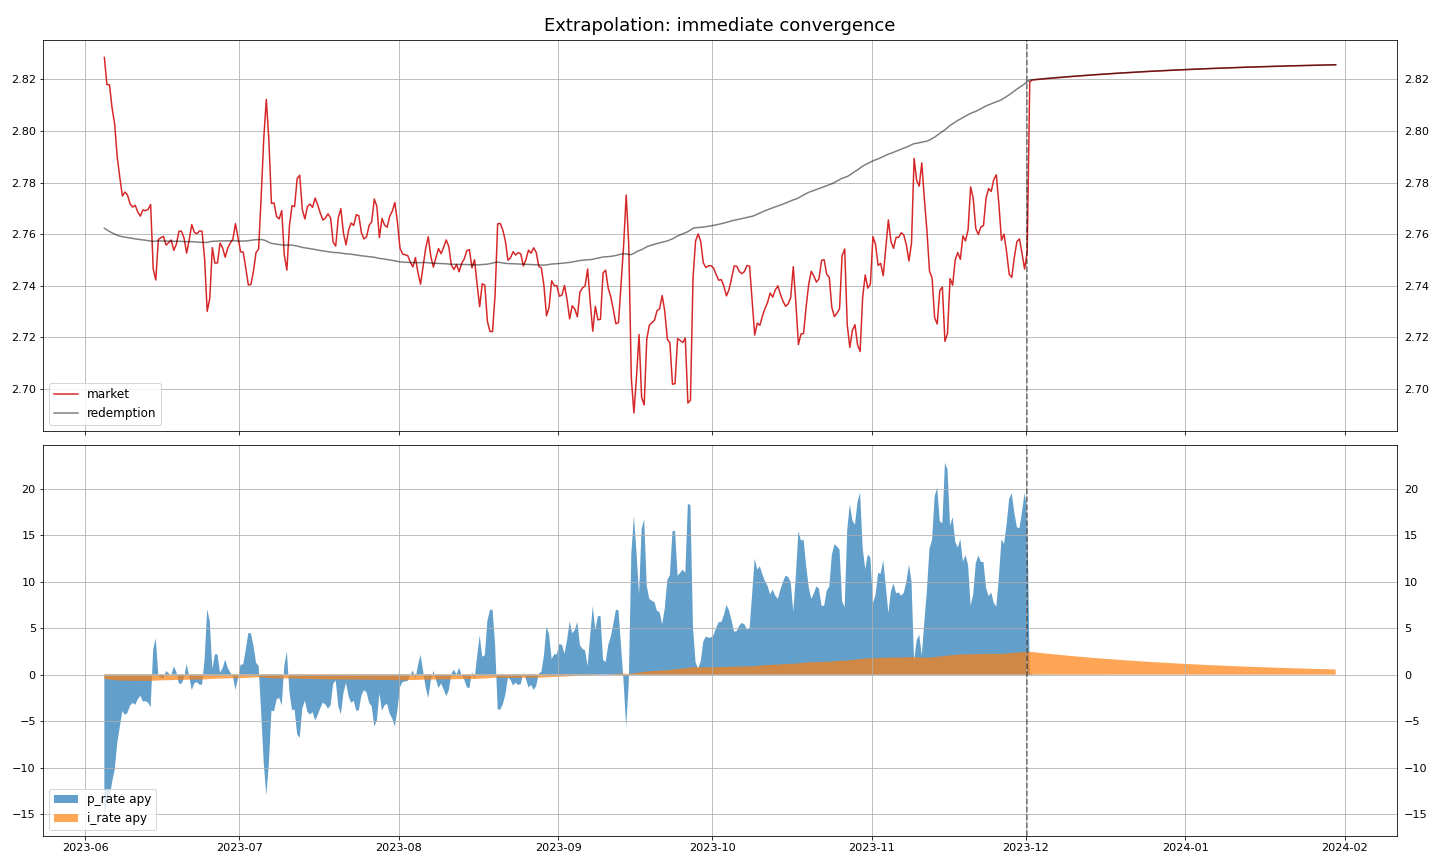 Extrapolation: immediate convergence
2.82 2.82
2.80 2.80
2.78 2.78
2.76 2.76
2.74 2.74
2.72 2.72
2.70 2.70
market
redemption
20 20
15 15
10 10
5 5
0 0
−5 −5
−10 −10
−15 −15
p_rate apy
i_rate apy
2023-06 2023-07 2023-08 2023-09 2023-10 2023-11 2023-12 2024-01 2024-02